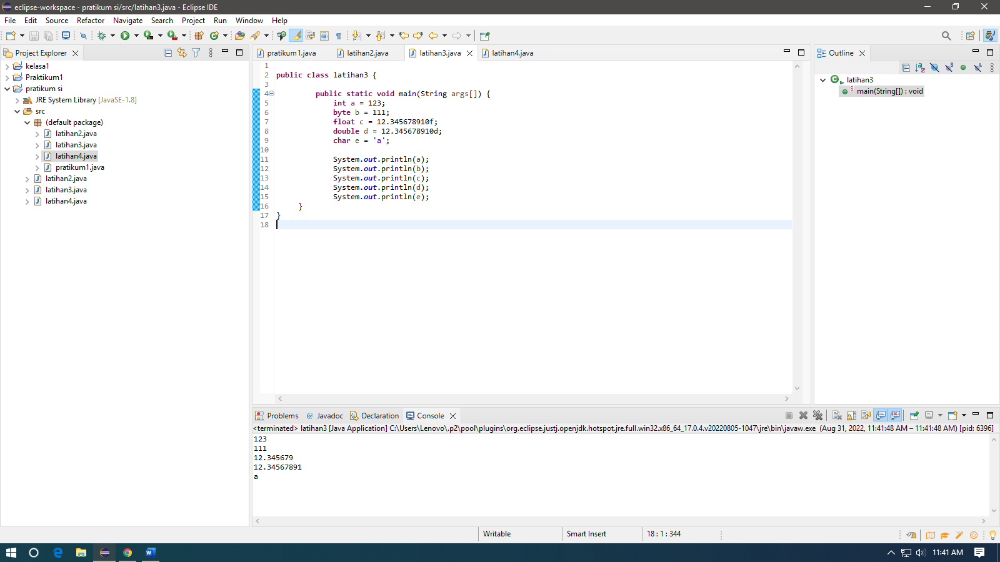 eclipse-workspace - pratikum si/src/latihan3.java - Eclipse IDE
File Edit Source Refactor Navigate Search Project Run Window Help
Project Explorer
kelasa1
Praktikum1
pratikum si
JRE System Library [JavaSE-1.8]
src
(default package)
latihan2.java
latihan3.java
latihan4.java
pratikum1.java
latihan2.java
latihan3.java
latihan4.java
pratikum1.java latihan2.java latihan3.java latihan4.java
1
2 public class latihan3 {
3
4 public static void main(String args[]) {
5 int a = 123;
6 byte b = 111;
7 float c = 12.345678910f;
8 double d = 12.345678910d;
9 char e = 'a';
10
11 System.out.println(a);
12 System.out.println(b);
13 System.out.println(c);
14 System.out.println(d);
15 System.out.println(e);
16 }
17 }
18
Outline
latihan3
main(String[]) : void
Problems Javadoc Declaration Console
<terminated> latihan3 [Java Application] C:\Users\Lenovo\.p2\pool\plugins\org.eclipse.justj.openjdk.hotspot.jre.full.win32.x86_64_17.0.4.v20220805-1047\jre\bin\javaw.exe (Aug 31, 2022, 11:41:48 AM – 11:41:48 AM) [pid: 6396]
123
111
12.345679
12.34567891
a
Writable Smart Insert 18 : 1 : 344
11:41 AM